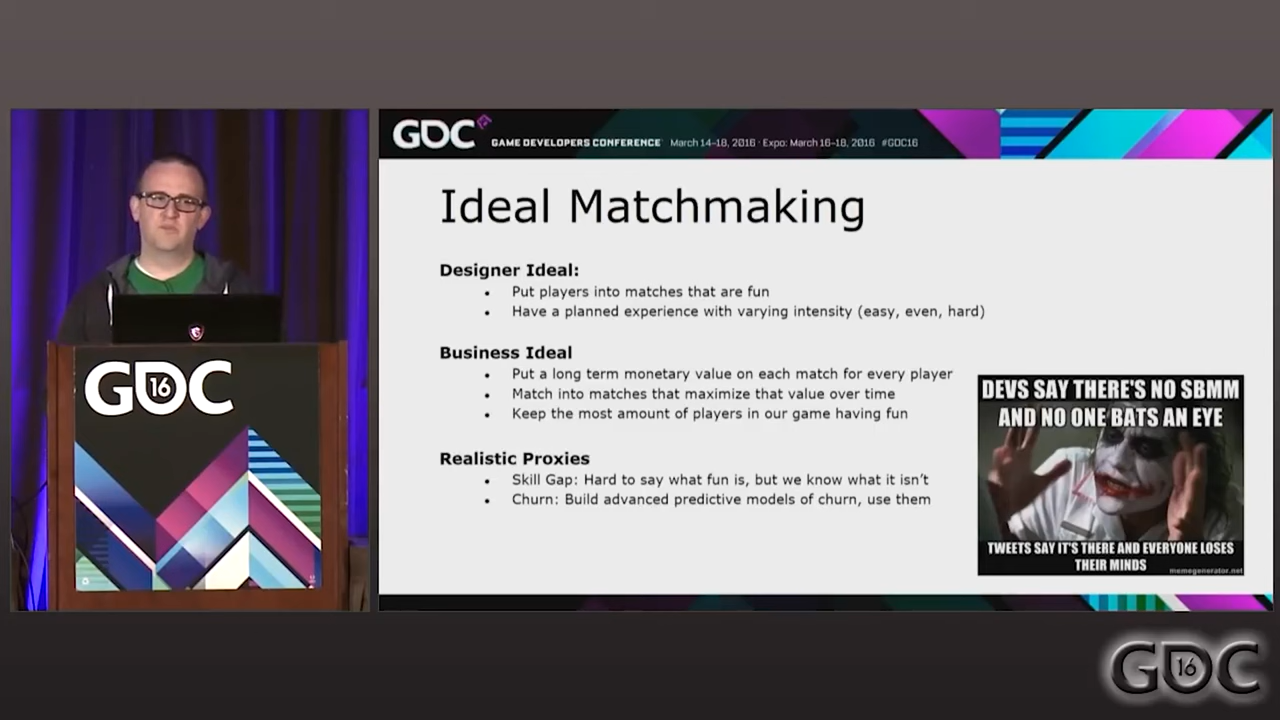 GDC
16
GDC
GAME DEVELOPERS CONFERENCE March 14-18, 2016 · Expo: March 16-18, 2016 #GDC16
Ideal Matchmaking
Designer Ideal:
• Put players into matches that are fun
• Have a planned experience with varying intensity (easy, even, hard)
Business Ideal
• Put a long term monetary value on each match for every player
• Match into matches that maximize that value over time
• Keep the most amount of players in our game having fun
Realistic Proxies
• Skill Gap: Hard to say what fun is, but we know what it isn't
• Churn: Build advanced predictive models of churn, use them
DEVS SAY THERE'S NO SBMM
AND NO ONE BATS AN EYE
TWEETS SAY IT'S THERE AND EVERYONE LOSES
THEIR MINDS
memegenerator.net
GDC
16